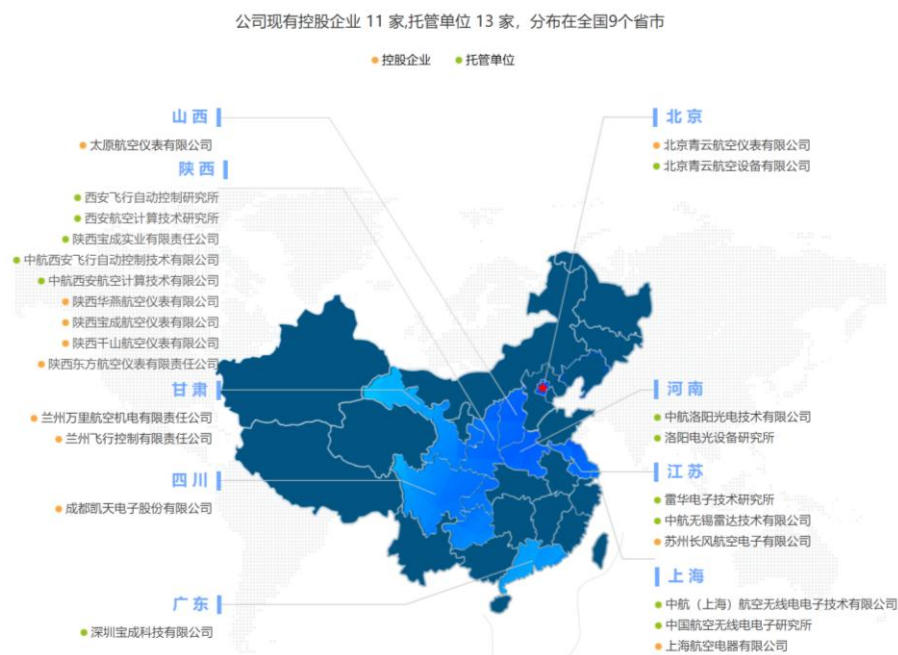 公司现有控股企业 11 家,托管单位 13 家，分布在全国9个省市
控股企业
托管单位
山西
太原航空仪表有限公司
陕西
西安飞行自动控制研究所
西安航空计算技术研究所
陕西宝成实业有限责任公司
中航西安飞行自动控制技术有限公司
中航西安航空计算技术有限公司
陕西华燕航空仪表有限公司
陕西宝成航空仪表有限公司
陕西千山航空仪表有限公司
陕西东方航空仪表有限责任公司
甘肃
兰州万里航空机电有限责任公司
兰州飞行控制有限责任公司
四川
成都凯天电子股份有限公司
广东
深圳宝成科技有限公司
北京
北京青云航空仪表有限公司
北京青云航空设备有限公司
河南
中航洛阳光电技术有限公司
洛阳电光设备研究所
江苏
雷华电子技术研究所
中航无锡雷达技术有限公司
苏州长风航空电子有限公司
上海
中航（上海）航空无线电电子技术有限公司
中国航空无线电电子研究所
上海航空电器有限公司